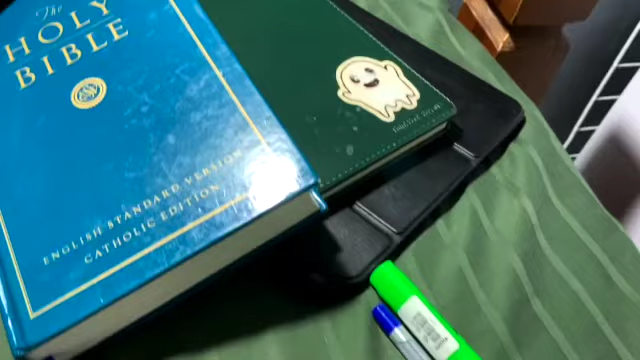 The
HOLY
BIBLE
ENGLISH STANDARD VERSION
CATHOLIC EDITION